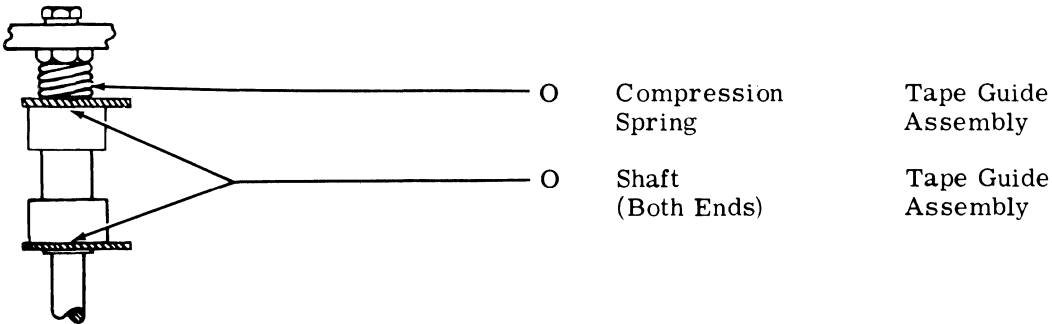 O Compression Tape Guide
Spring Assembly
O Shaft Tape Guide
(Both Ends) Assembly